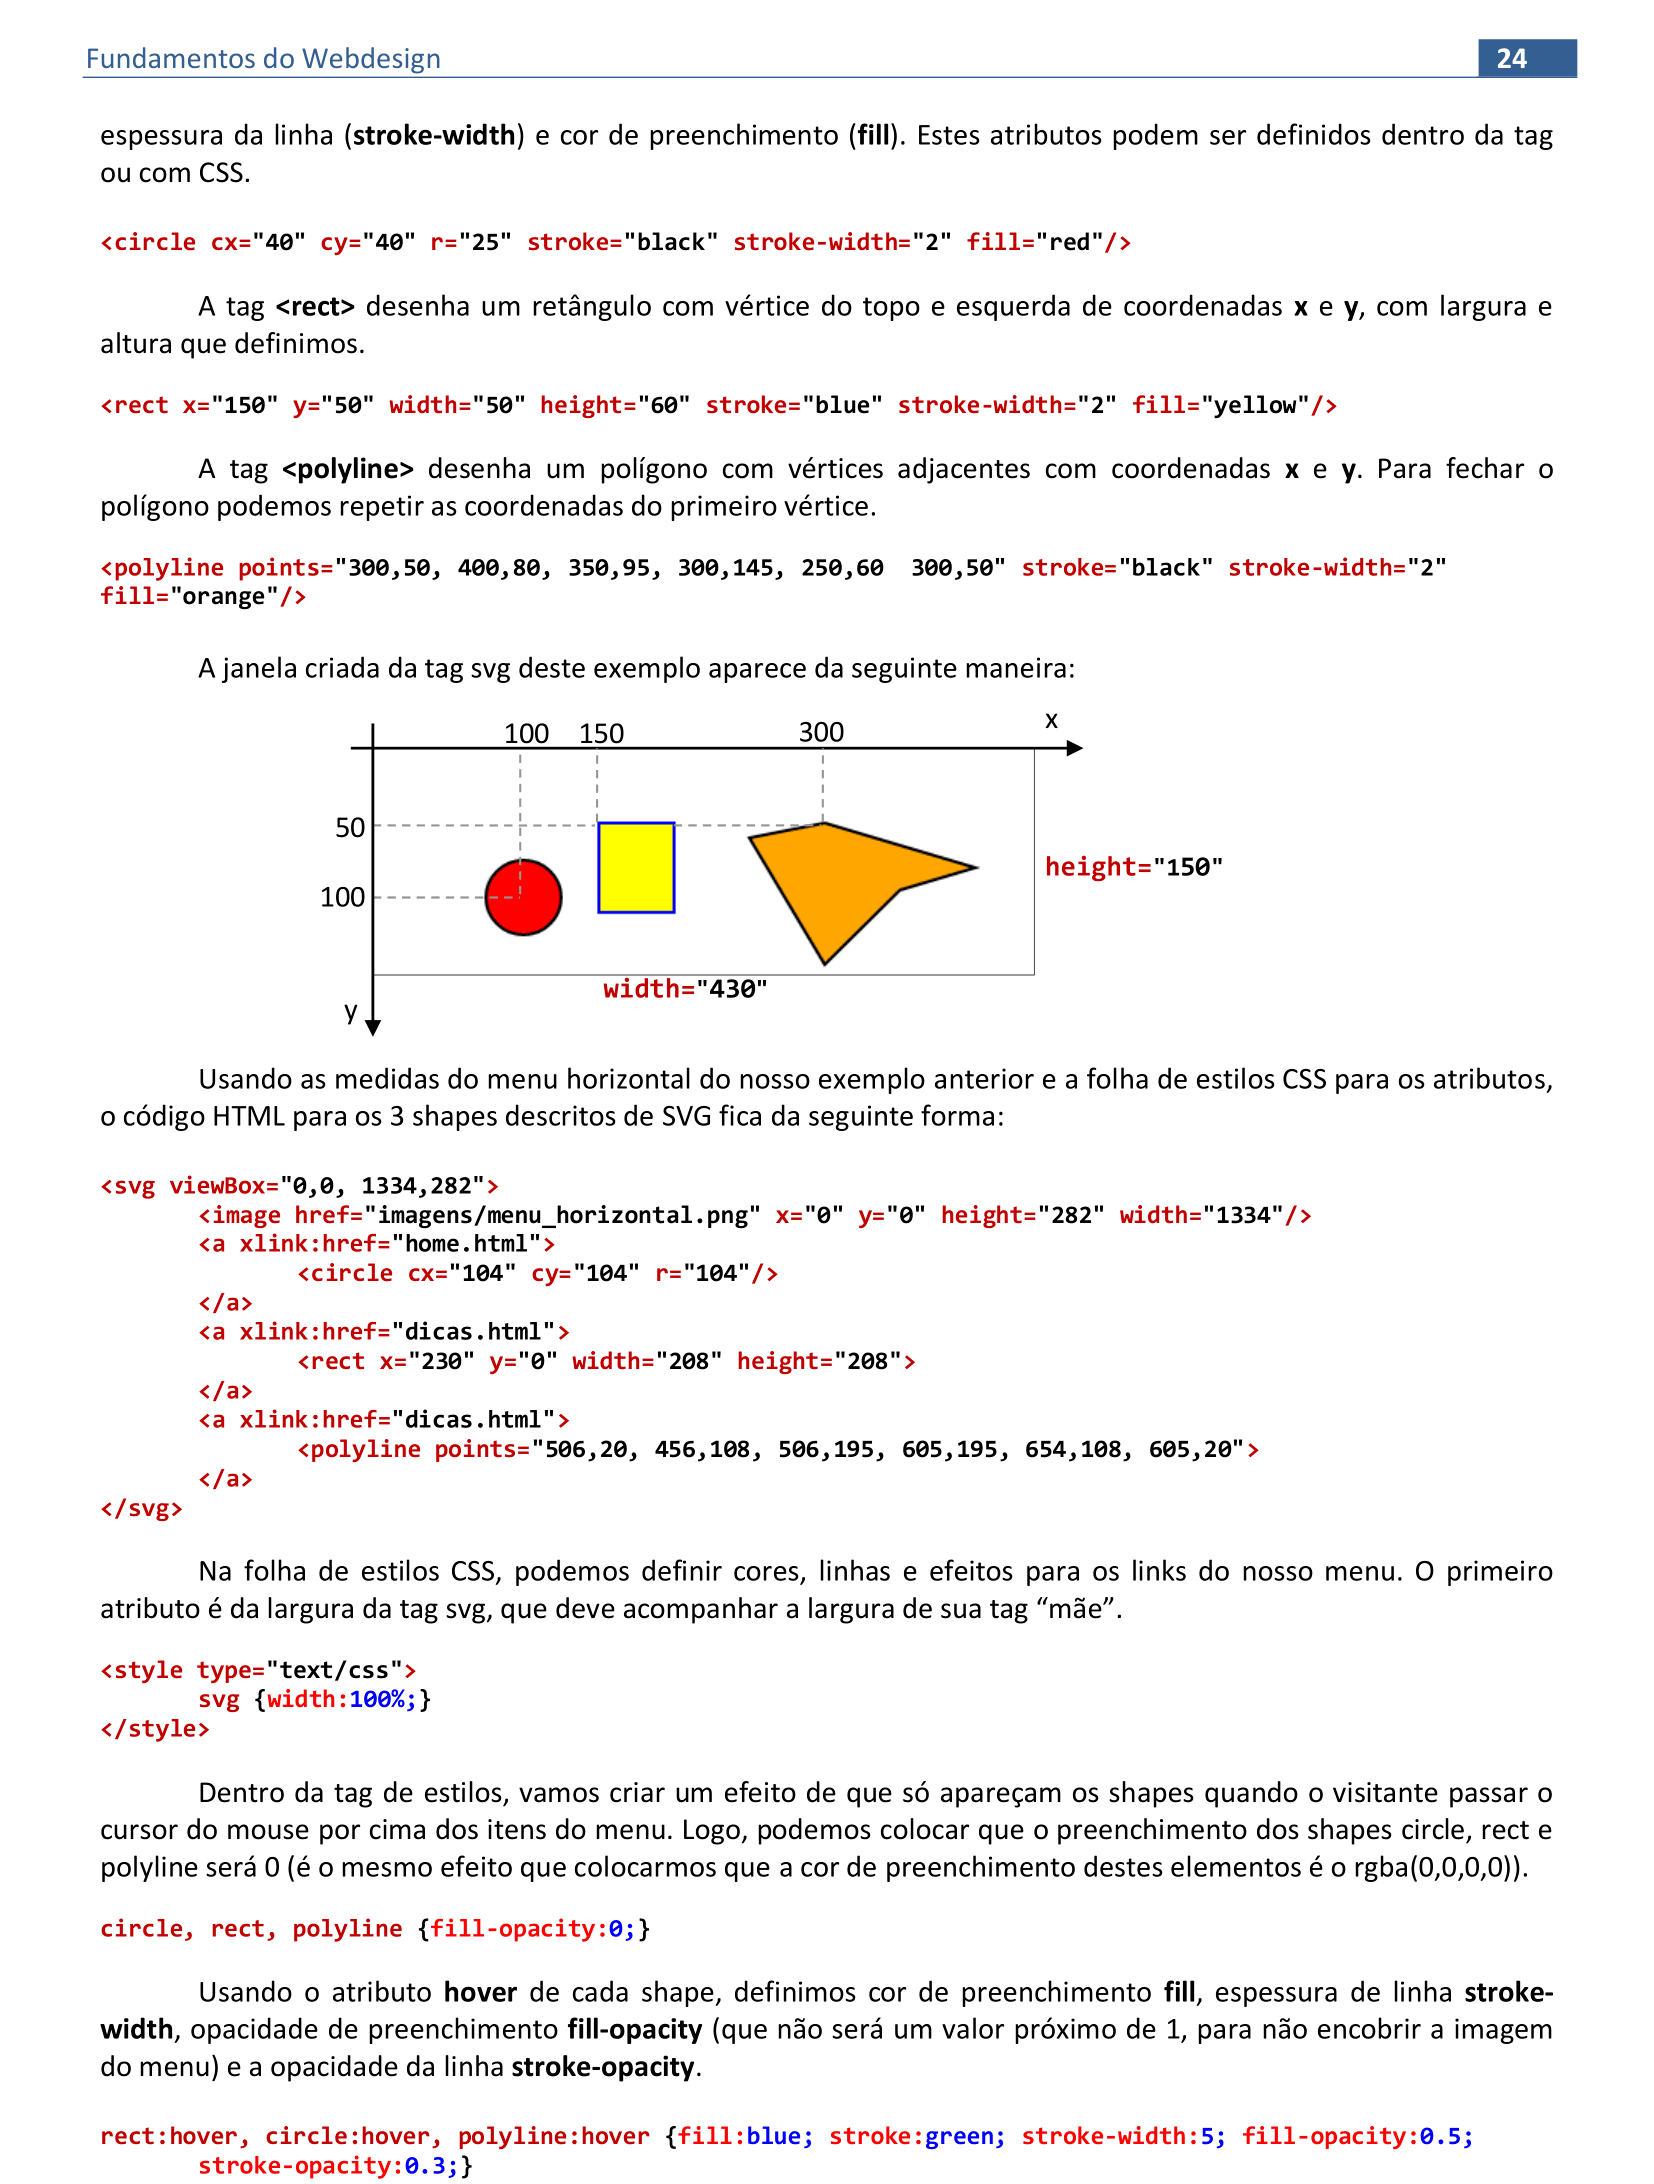 Fundamentos do Webdesign 24
espessura da linha (stroke-width) e cor de preenchimento (fill). Estes atributos podem ser definidos dentro da tag
ou com CSS.
<circle cx="40" cy="40" r="25" stroke="black" stroke-width="2" fill="red"/>
A tag <rect> desenha um retângulo com vértice do topo e esquerda de coordenadas x e y, com largura e
altura que definimos.
<rect x="150" y="50" width="50" height="60" stroke="blue" stroke-width="2" fill="yellow"/>
A tag <polyline> desenha um polígono com vértices adjacentes com coordenadas x e y. Para fechar o
polígono podemos repetir as coordenadas do primeiro vértice.
<polyline points="300,50, 400,80, 350,95, 300,145, 250,60  300,50" stroke="black" stroke-width="2"
fill="orange"/>
A janela criada da tag svg deste exemplo aparece da seguinte maneira:
x
100 150 300
50
height="150"
100
width="430"
y
Usando as medidas do menu horizontal do nosso exemplo anterior e a folha de estilos CSS para os atributos,
o código HTML para os 3 shapes descritos de SVG fica da seguinte forma:
<svg viewBox="0,0, 1334,282">
<image href="imagens/menu_horizontal.png" x="0" y="0" height="282" width="1334"/>
<a xlink:href="home.html">
<circle cx="104" cy="104" r="104"/>
</a>
<a xlink:href="dicas.html">
<rect x="230" y="0" width="208" height="208">
</a>
<a xlink:href="dicas.html">
<polyline points="506,20, 456,108, 506,195, 605,195, 654,108, 605,20">
</a>
</svg>
Na folha de estilos CSS, podemos definir cores, linhas e efeitos para os links do nosso menu. O primeiro
atributo é da largura da tag svg, que deve acompanhar a largura de sua tag “mãe”.
<style type="text/css">
svg {width:100%;}
</style>
Dentro da tag de estilos, vamos criar um efeito de que só apareçam os shapes quando o visitante passar o
cursor do mouse por cima dos itens do menu. Logo, podemos colocar que o preenchimento dos shapes circle, rect e
polyline será 0 (é o mesmo efeito que colocarmos que a cor de preenchimento destes elementos é o rgba(0,0,0,0)).
circle, rect, polyline {fill-opacity:0;}
Usando o atributo hover de cada shape, definimos cor de preenchimento fill, espessura de linha stroke-
width, opacidade de preenchimento fill-opacity (que não será um valor próximo de 1, para não encobrir a imagem
do menu) e a opacidade da linha stroke-opacity.
rect:hover, circle:hover, polyline:hover {fill:blue; stroke:green; stroke-width:5; fill-opacity:0.5;
stroke-opacity:0.3;}